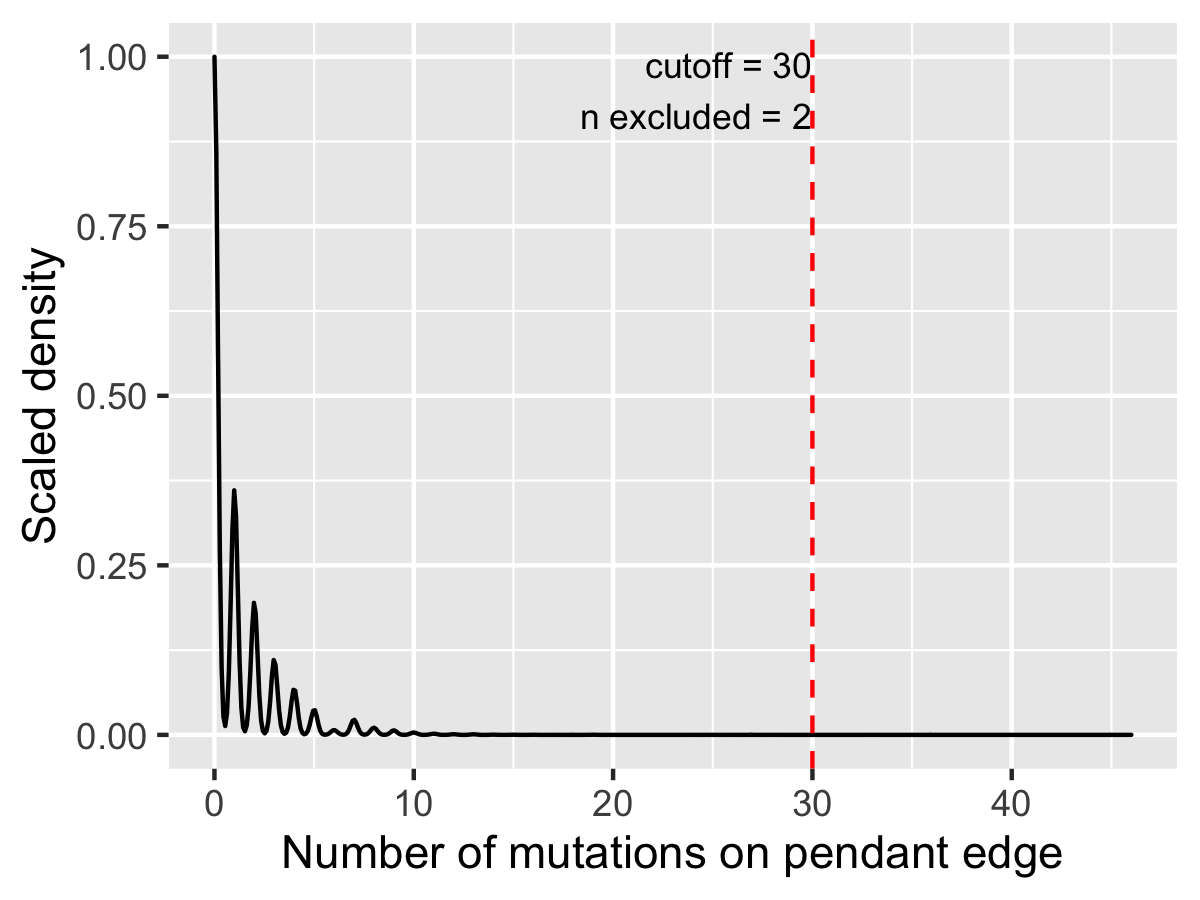 1.00
0.75
0.50
0.25
0.00
Scaled density
cutoff = 30
n excluded = 2
0 10 20 30 40
Number of mutations on pendant edge